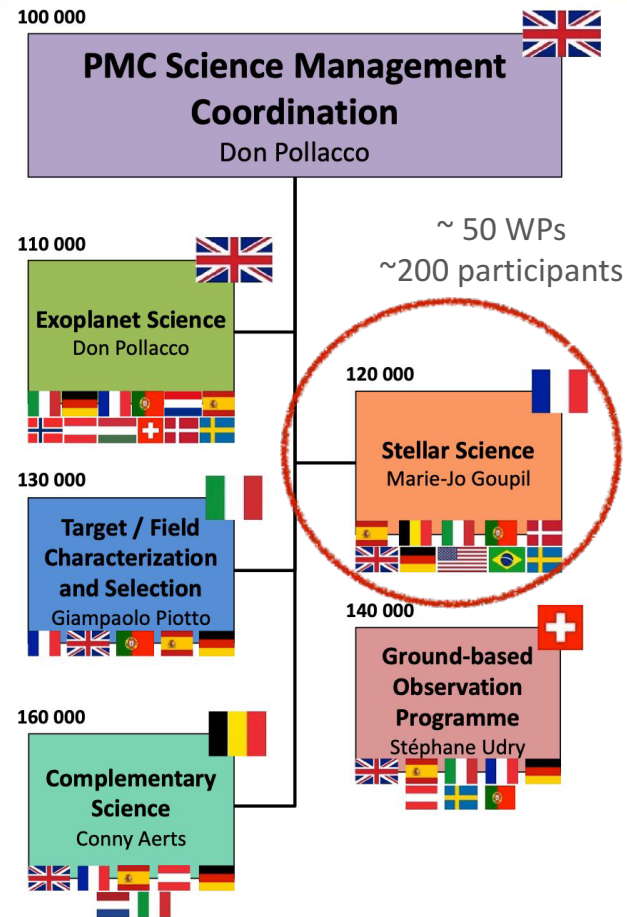 100 000
PMC Science Management
Coordination
Don Pollacco
~ 50 WPs
~200 participants
110 000
Exoplanet Science
Don Pollacco
120 000
Stellar Science
Marie-Jo Goupil
130 000
Target / Field
Characterization
and Selection
Giampaolo Piotto
140 000
Ground-based
Observation
Programme
Stéphane Udry
160 000
Complementary
Science
Conny Aerts